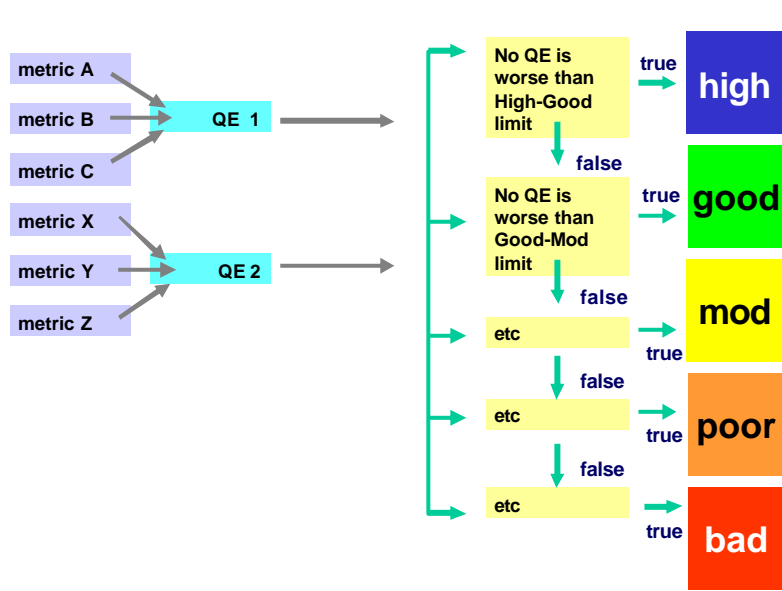 metric A
metric B
metric C
metric X
metric Y
metric Z
QE 1
QE 2
No QE is
worse than
High-Good
limit
true
high
false
No QE is
worse than
Good-Mod
limit
true
good
false
etc
true
mod
false
etc
true
poor
false
etc
true
bad